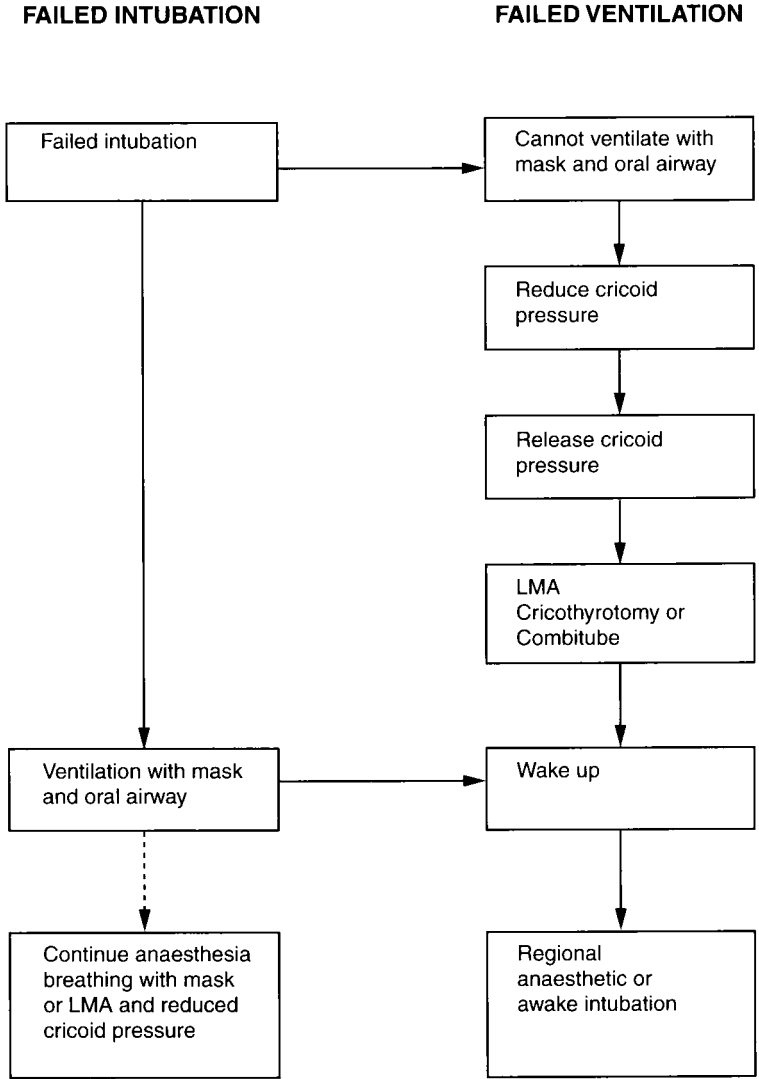 FAILED INTUBATION
FAILED VENTILATION
Failed intubation
Cannot ventilate with
mask and oral airway
Reduce cricoid
pressure
Release cricoid
pressure
LMA
Cricothyrotomy or
Combitube
Ventilation with mask
and oral airway
Wake up
Continue anaesthesia
breathing with mask
or LMA and reduced
cricoid pressure
Regional
anaesthetic or
awake intubation